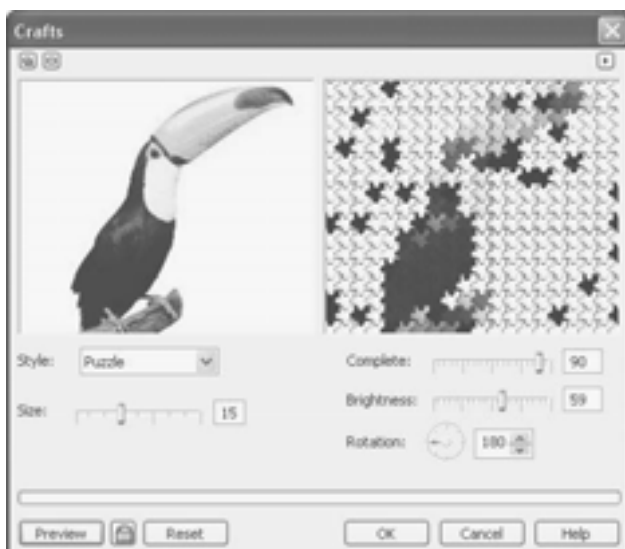 Crafts
Style: Puzzle
Size: 15
Complete: 90
Brightness: 59
Rotation: 180
Preview Reset OK Cancel Help